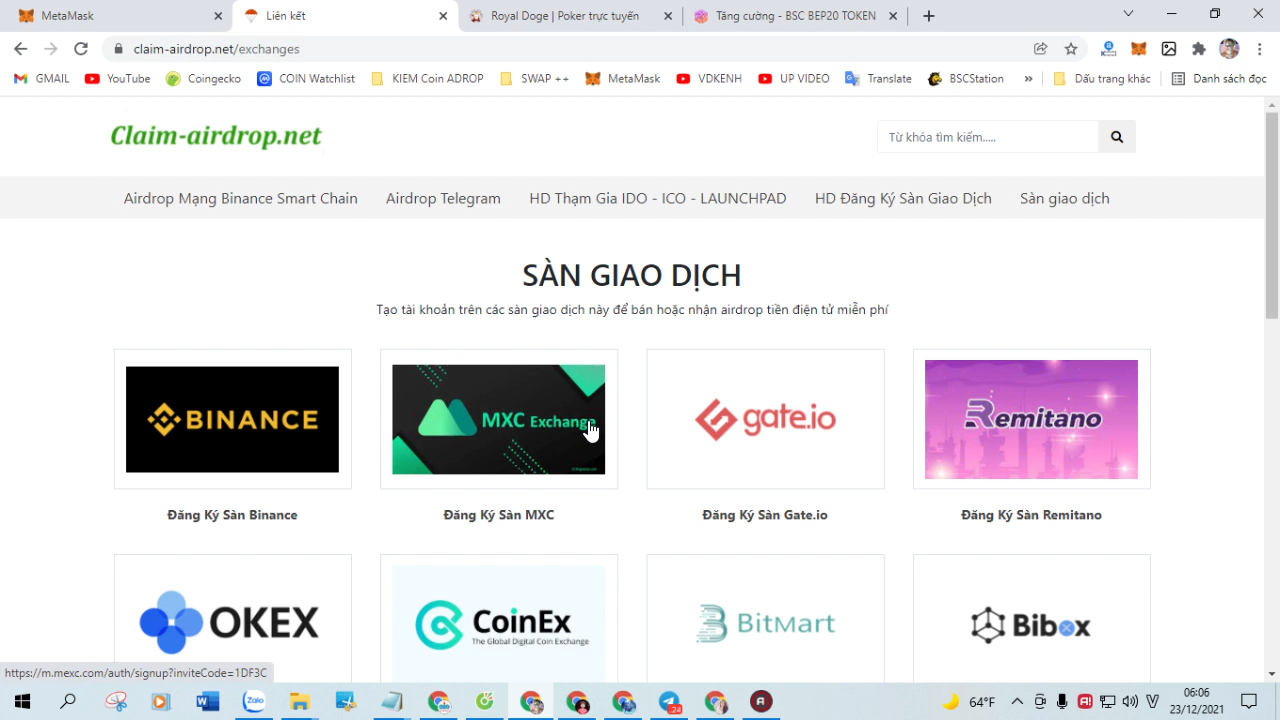 MetaMask
Liên kết
Royal Doge | Poker trực tuyến
Tăng cường - BSC BEP20 TOKEN
claim-airdrop.net/exchanges
GMAIL
YouTube
Coingecko
COIN Watchlist
KIEM Coin ADROP
SWAP ++
MetaMask
VDKENH
UP VIDEO
Translate
BSCStation
»
Dấu trang khác
Danh sách đọc
Claim-airdrop.net
Từ khóa tìm kiếm.....
Airdrop Mạng Binance Smart Chain
Airdrop Telegram
HD Thạm Gia IDO - ICO - LAUNCHPAD
HD Đăng Ký Sàn Giao Dịch
Sàn giao dịch
SÀN GIAO DỊCH
Tạo tài khoản trên các sàn giao dịch này để bán hoặc nhận airdrop tiền điện tử miễn phí
BINANCE
MXC Exchange
gate.io
Remitano
Đăng Ký Sàn Binance
Đăng Ký Sàn MXC
Đăng Ký Sàn Gate.io
Đăng Ký Sàn Remitano
OKEX
CoinEx
The Global Digital Coin Exchange
BitMart
Bibox
https://m.mexc.com/auth/signup?inviteCode=1DF3C
Zalo
24
64°F
06:06
23/12/2021